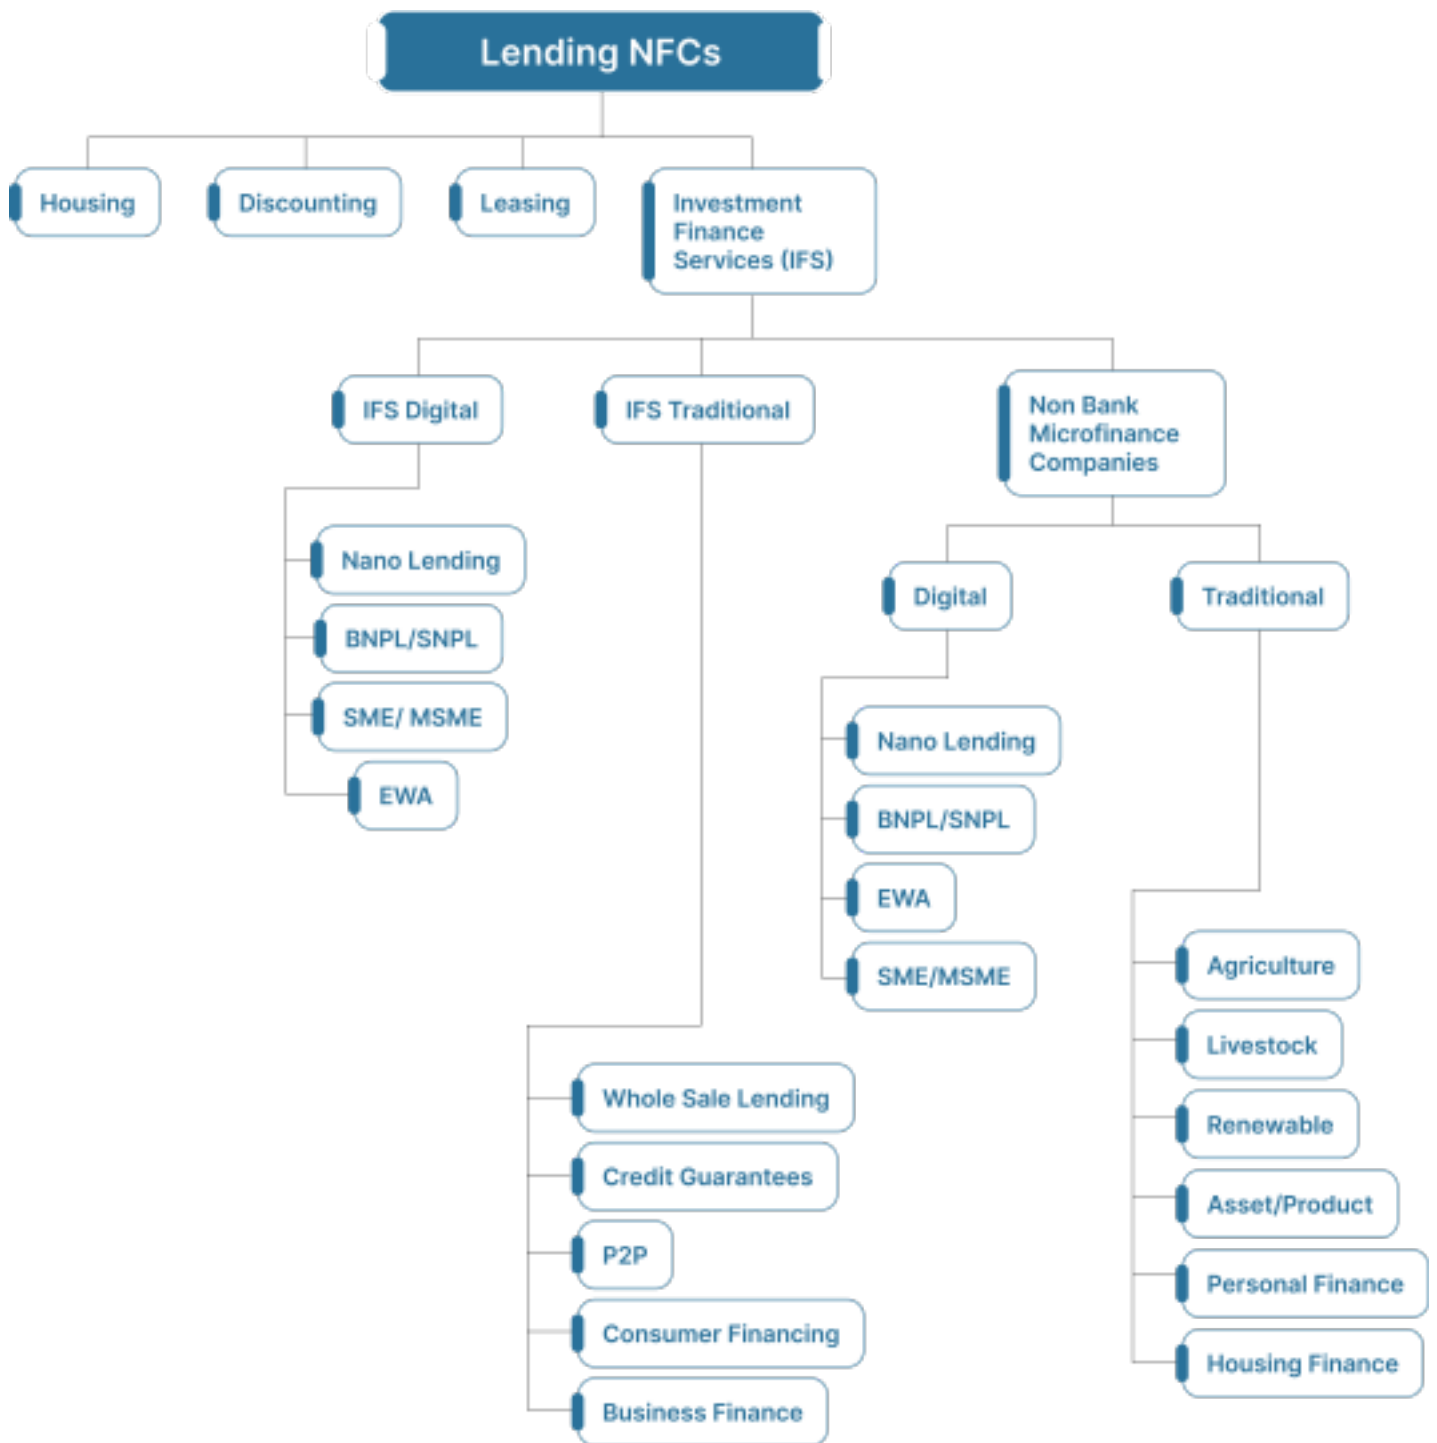 Lending NFCs
Housing
Discounting
Leasing
Investment
Finance
Services (IFS)
IFS Digital
IFS Traditional
Non Bank
Microfinance
Companies
Nano Lending
BNPL/SNPL
SME/ MSME
EWA
Digital
Traditional
Nano Lending
BNPL/SNPL
EWA
SME/MSME
Whole Sale Lending
Credit Guarantees
P2P
Consumer Financing
Business Finance
Agriculture
Livestock
Renewable
Asset/Product
Personal Finance
Housing Finance